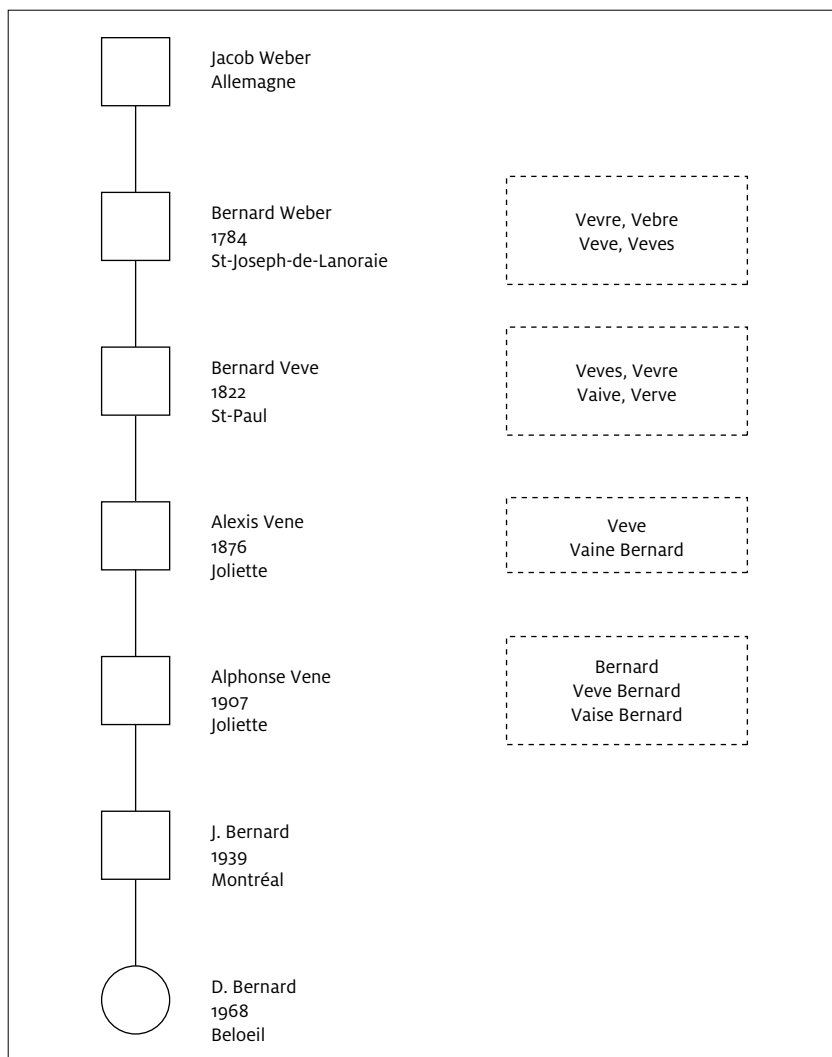 Jacob Weber
Allemagne
Bernard Weber
1784
St-Joseph-de-Lanoraie
Vevre, Vebre
Veve, Veves
Bernard Veve
1822
St-Paul
Veves, Vevre
Vaive, Verve
Alexis Vene
1876
Joliette
Veve
Vaine Bernard
Alphonse Vene
1907
Joliette
Bernard
Veve Bernard
Vaise Bernard
J. Bernard
1939
Montréal
D. Bernard
1968
Beloeil